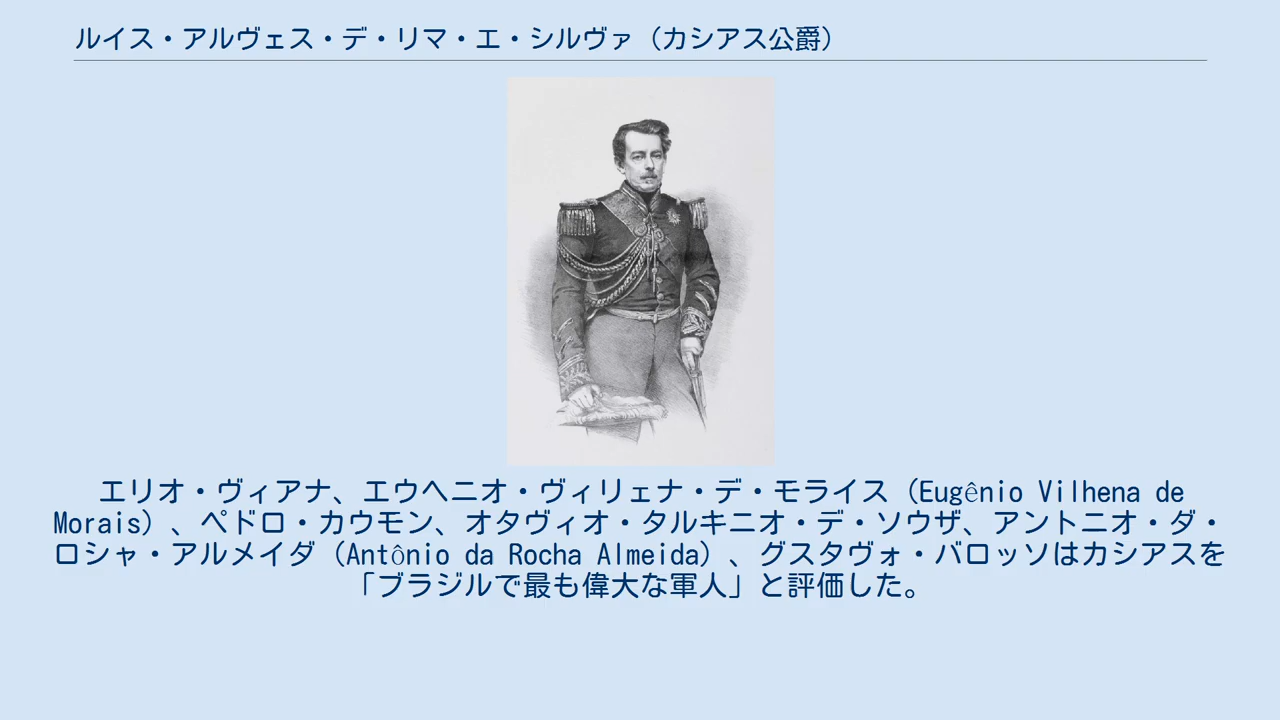 ルイス・アルヴェス・デ・リマ・エ・シルヴァ（カシアス公爵）
エリオ・ヴィアナ、エウヘニオ・ヴィリェナ・デ・モライス（Eugênio Vilhena de
Morais）、ペドロ・カウモン、オタヴィオ・タルキニオ・デ・ソウザ、アントニオ・ダ・
ロシャ・アルメイダ（Antônio da Rocha Almeida）、グスタヴォ・バロッソはカシアスを
「ブラジルで最も偉大な軍人」と評価した。